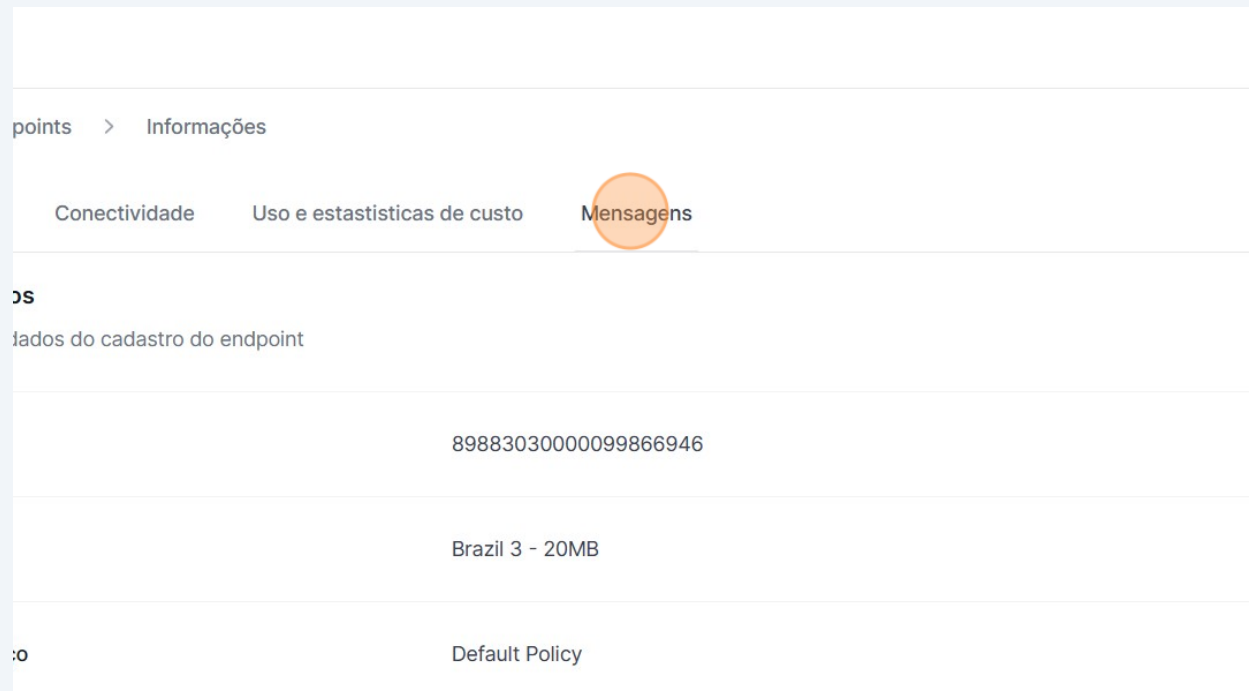 points > Informações
Conectividade Uso e estastisticas de custo Mensagens
os
dados do cadastro do endpoint
89883030000099866946
Brazil 3 - 20MB
co Default Policy